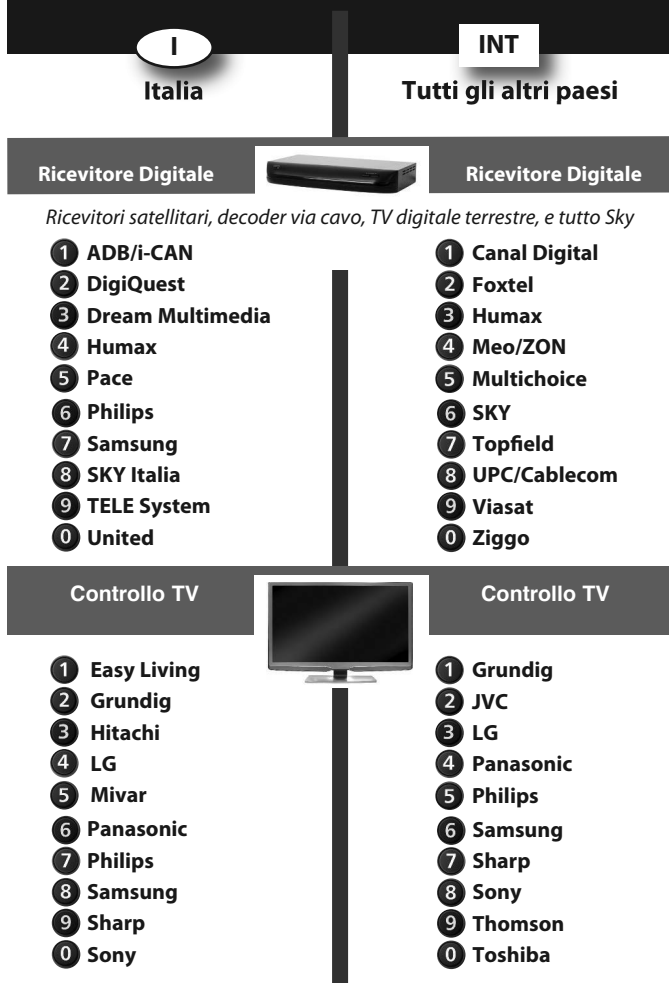 I
Italia
INT
Tutti gli altri paesi
Ricevitore Digitale
Ricevitore Digitale
Ricevitori satellitari, decoder via cavo, TV digitale terrestre, e tutto Sky
1 ADB/i-CAN
2 DigiQuest
3 Dream Multimedia
4 Humax
5 Pace
6 Philips
7 Samsung
8 SKY Italia
9 TELE System
0 United
1 Canal Digital
2 Foxtel
3 Humax
4 Meo/ZON
5 Multichoice
6 SKY
7 Topfield
8 UPC/Cablecom
9 Viasat
0 Ziggo
Controllo TV
Controllo TV
1 Easy Living
2 Grundig
3 Hitachi
4 LG
5 Mivar
6 Panasonic
7 Philips
8 Samsung
9 Sharp
0 Sony
1 Grundig
2 JVC
3 LG
4 Panasonic
5 Philips
6 Samsung
7 Sharp
8 Sony
9 Thomson
0 Toshiba